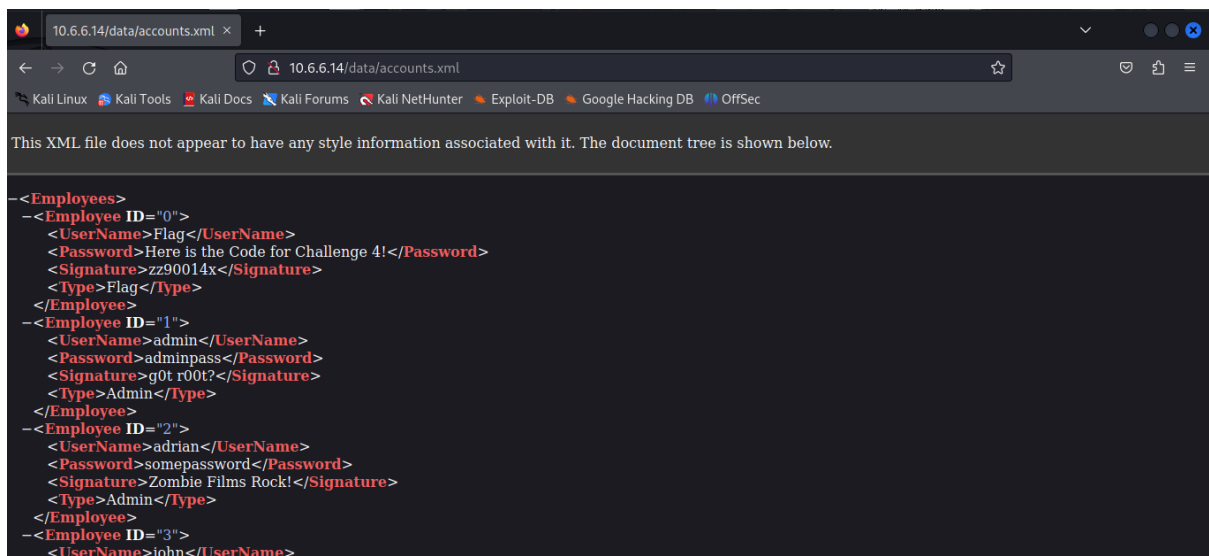 10.6.6.14/data/accounts.xml
10.6.6.14/data/accounts.xml
Kali Linux Kali Tools Kali Docs Kali Forums Kali NetHunter Exploit-DB Google Hacking DB OffSec
This XML file does not appear to have any style information associated with it. The document tree is shown below.
−<Employees>
−<Employee ID="0">
<UserName>Flag</UserName>
<Password>Here is the Code for Challenge 4!</Password>
<Signature>zz90014x</Signature>
<Type>Flag</Type>
</Employee>
−<Employee ID="1">
<UserName>admin</UserName>
<Password>adminpass</Password>
<Signature>g0t r00t?</Signature>
<Type>Admin</Type>
</Employee>
−<Employee ID="2">
<UserName>adrian</UserName>
<Password>somepassword</Password>
<Signature>Zombie Films Rock!</Signature>
<Type>Admin</Type>
</Employee>
−<Employee ID="3">
<UserName>john</UserName>